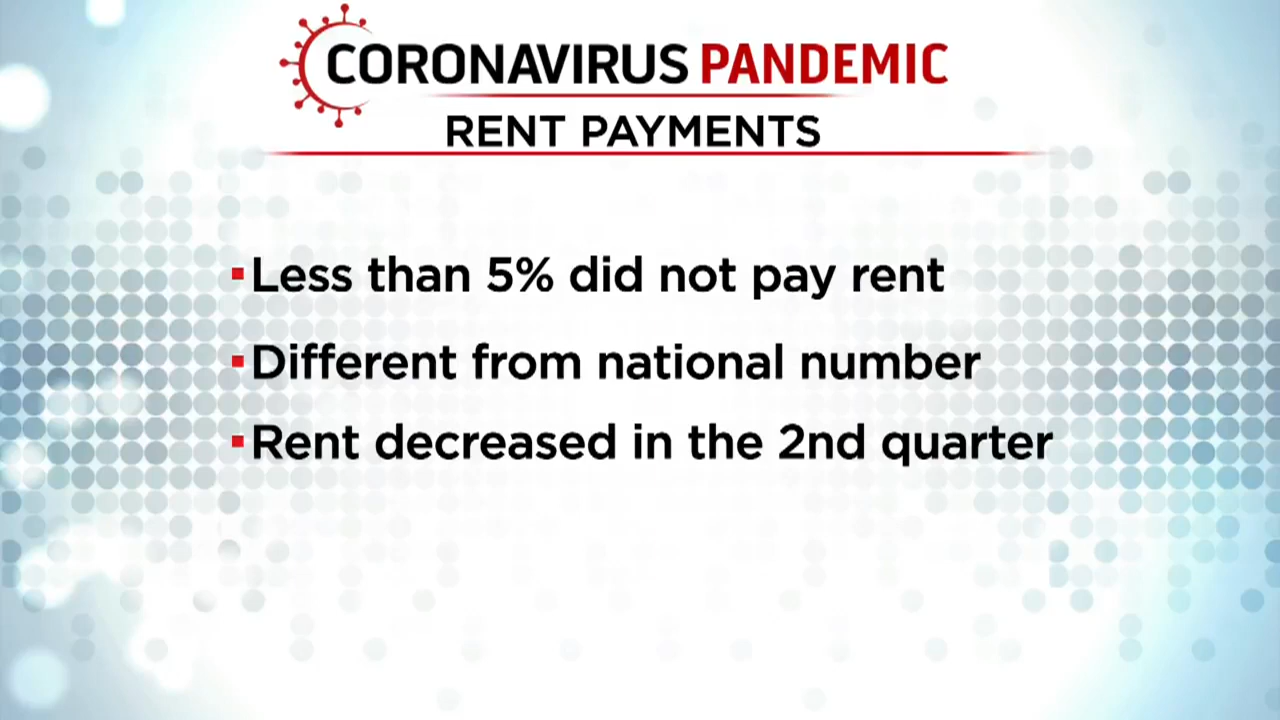 CORONAVIRUS PANDEMIC
RENT PAYMENTS
Less than 5% did not pay rent
Different from national number
Rent decreased in the 2nd quarter